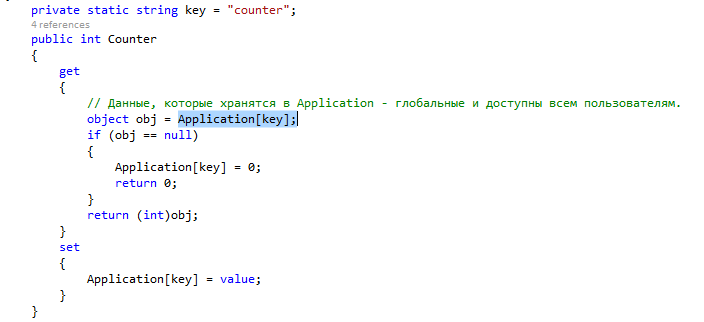 private static string key = "counter";
4 references
public int Counter
{
get
{
// Данные, которые хранятся в Application - глобальные и доступны всем пользователям.
object obj = Application[key];
if (obj == null)
{
Application[key] = 0;
return 0;
}
return (int)obj;
}
set
{
Application[key] = value;
}
}